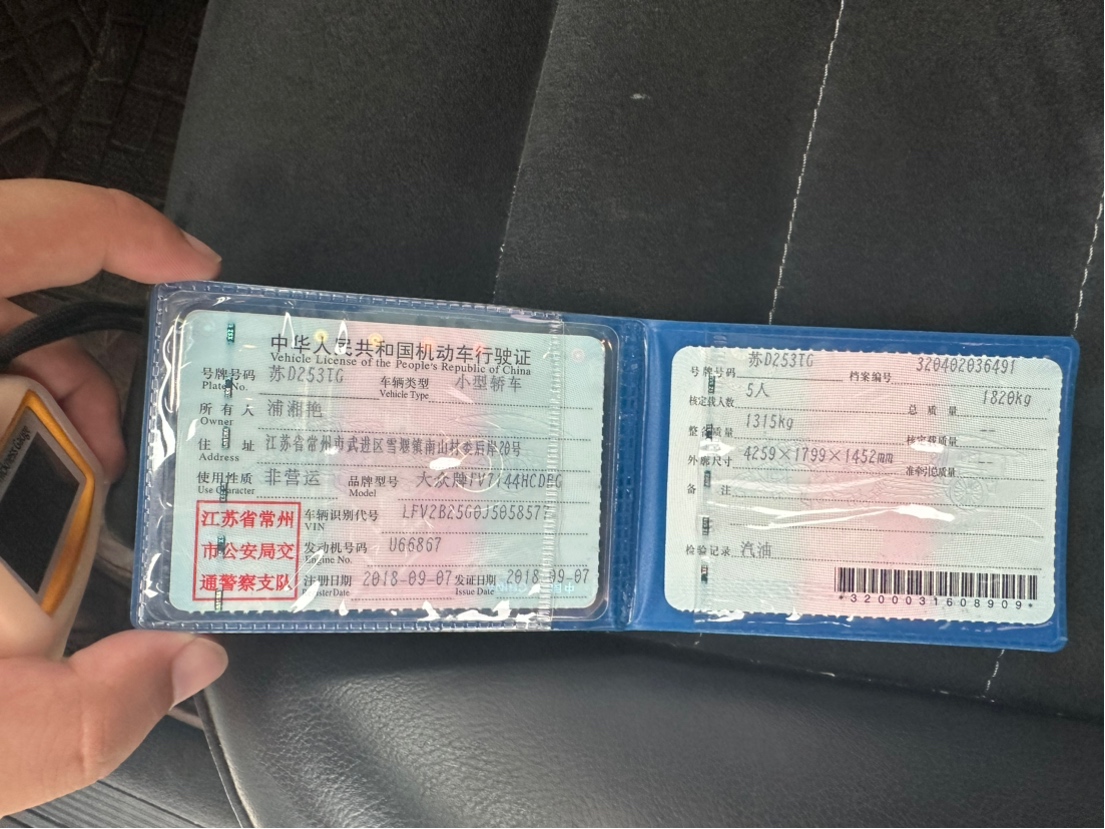 中华人民共和国机动车行驶证
Vehicle License of the People's Republic of China
号牌号码 苏D253TG 车辆类型 小型轿车
Plate No. Vehicle Type
所有人 浦湘艳
Owner
住址 江苏省常州市武进区雪堰镇南山村委后岸20号
Address
使用性质 非营运 品牌型号 大众牌FV7144HCDBG
Use Character Model
江苏省常州
市公安局交
通警察支队
车辆识别代号
VIN
发动机号码 U66867
Engine No.
注册日期 2018-09-07 发证日期 2018-09-07
Register Date Issue Date
号牌号码 苏D253TG 档案编号 320402036491
核定载人数 5人 总质量 1820kg
整备质量 1315kg 核定载质量 --
外廓尺寸 4259×1799×1452mm 准牵引总质量 --
备注
检验记录 汽油
*3200031608909*